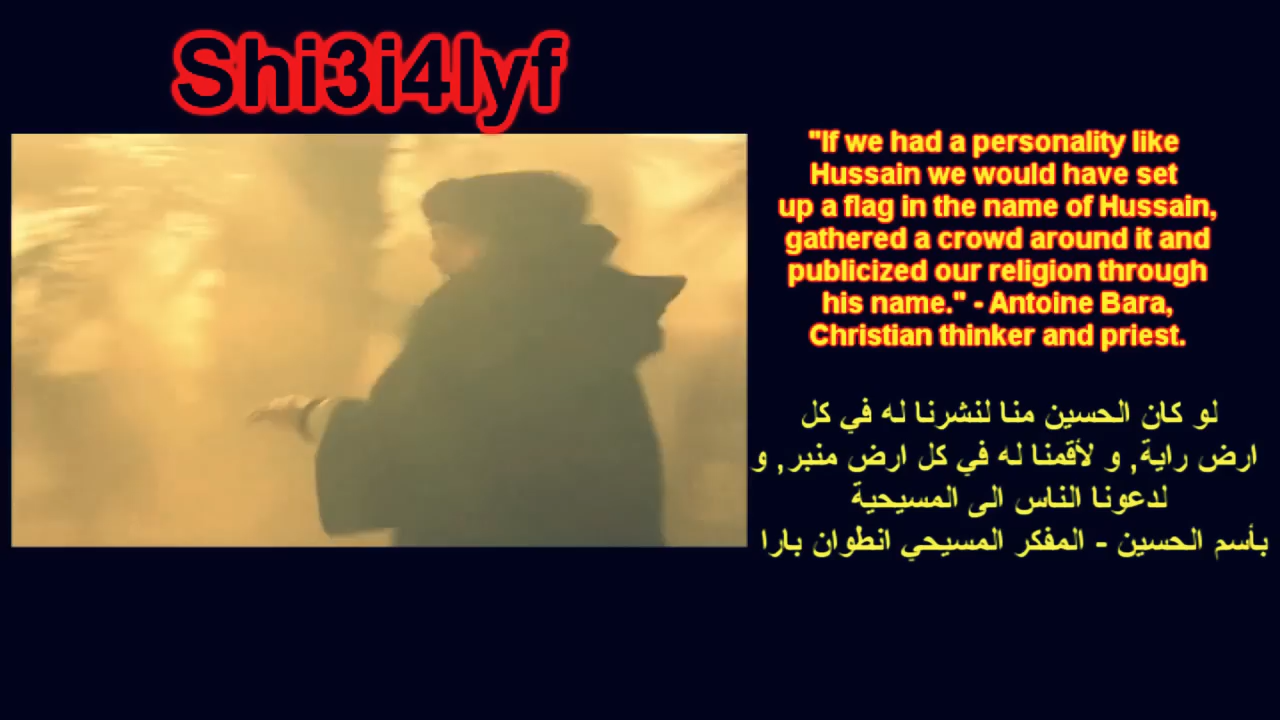 Shi3i4lyf
"If we had a personality like
Hussain we would have set
up a flag in the name of Hussain,
gathered a crowd around it and
publicized our religion through
his name." - Antoine Bara,
Christian thinker and priest.
لو كان الحسين منا لنشرنا له في كل
ارض راية, و لأقمنا له في كل ارض منبر, و
لدعونا الناس الى المسيحية
بأسم الحسين - المفكر المسيحي انطوان بارا